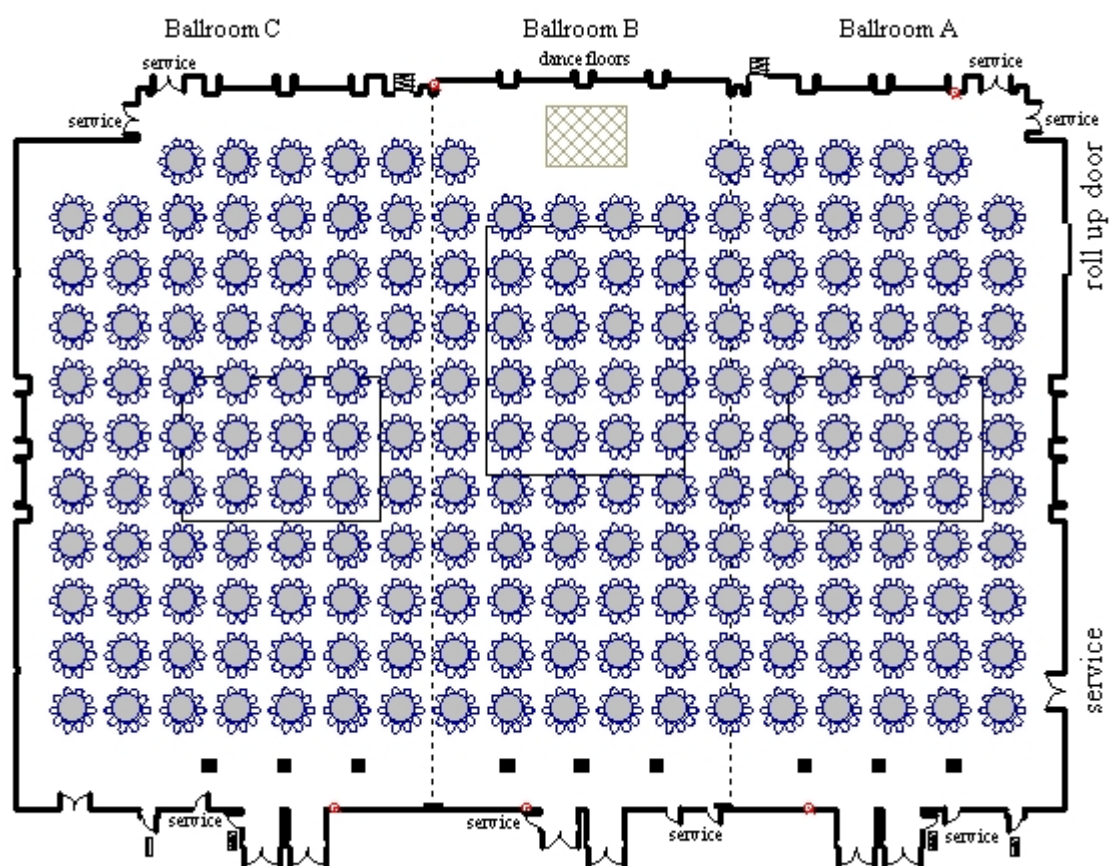 Ballroom C
Ballroom B
Ballroom A
dance floors
service
service
service
service
roll up door
service
service
service
service
service